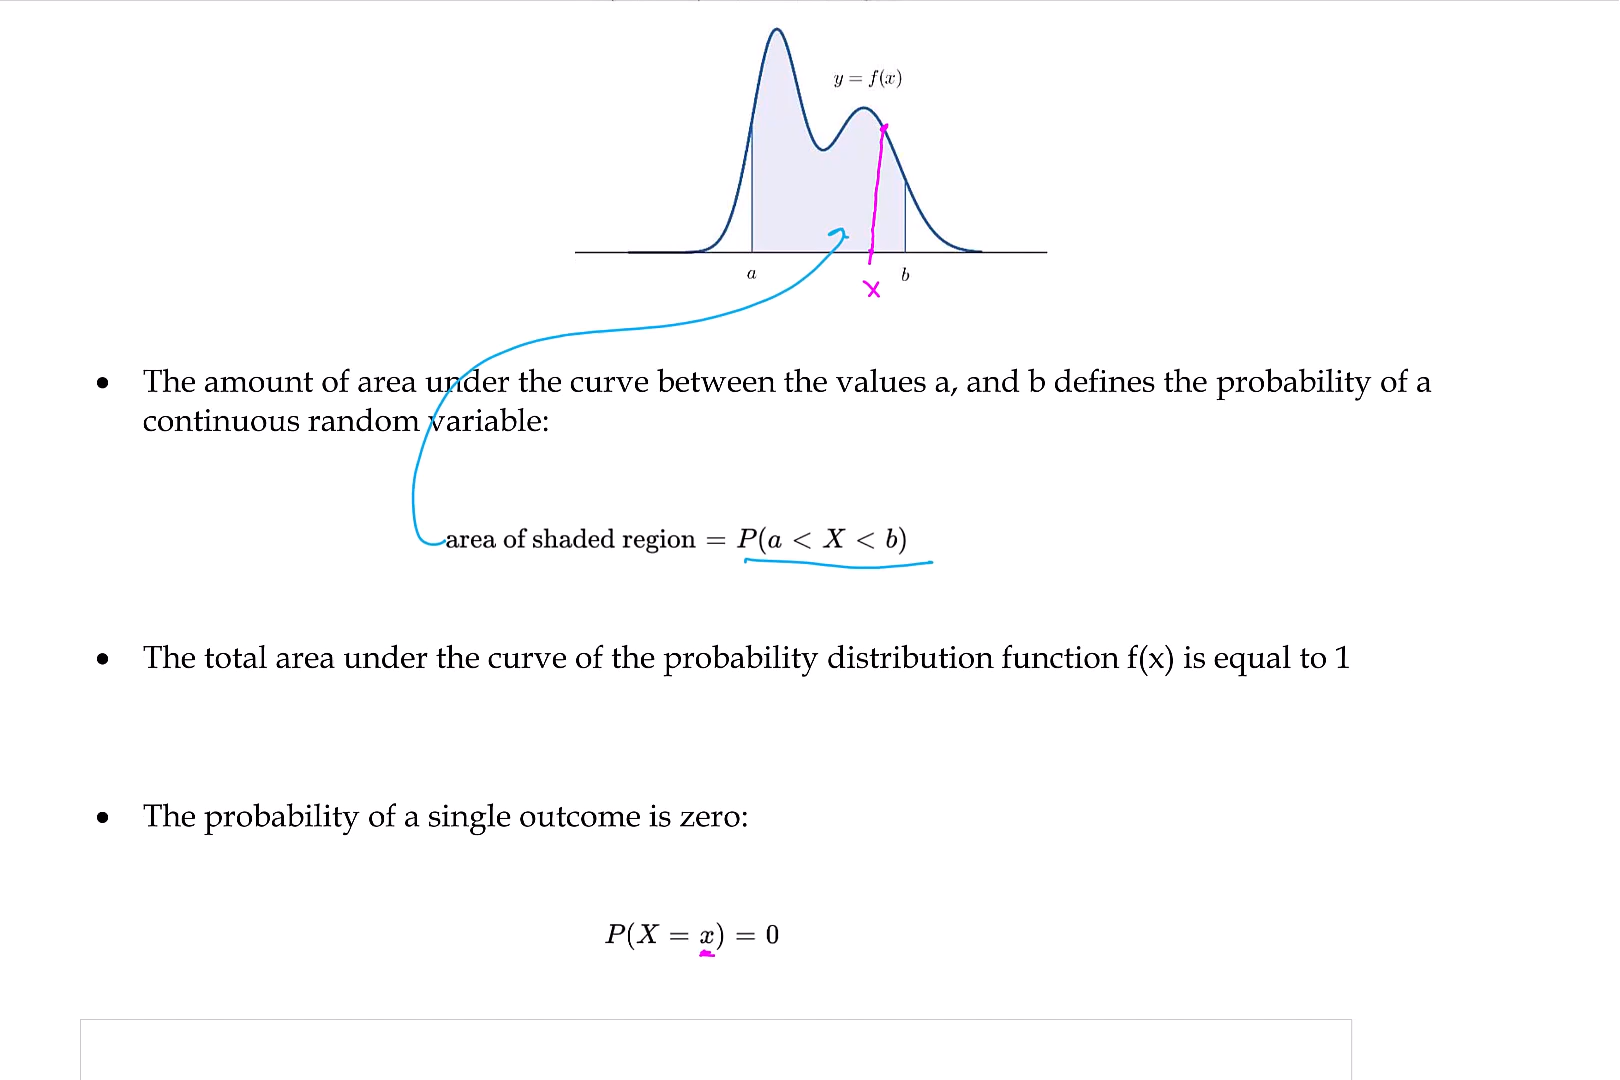 y = f(x)
a
b
x
• The amount of area under the curve between the values a, and b defines the probability of a
continuous random variable:
area of shaded region = P(a < X < b)
• The total area under the curve of the probability distribution function f(x) is equal to 1
• The probability of a single outcome is zero:
P(X = x) = 0